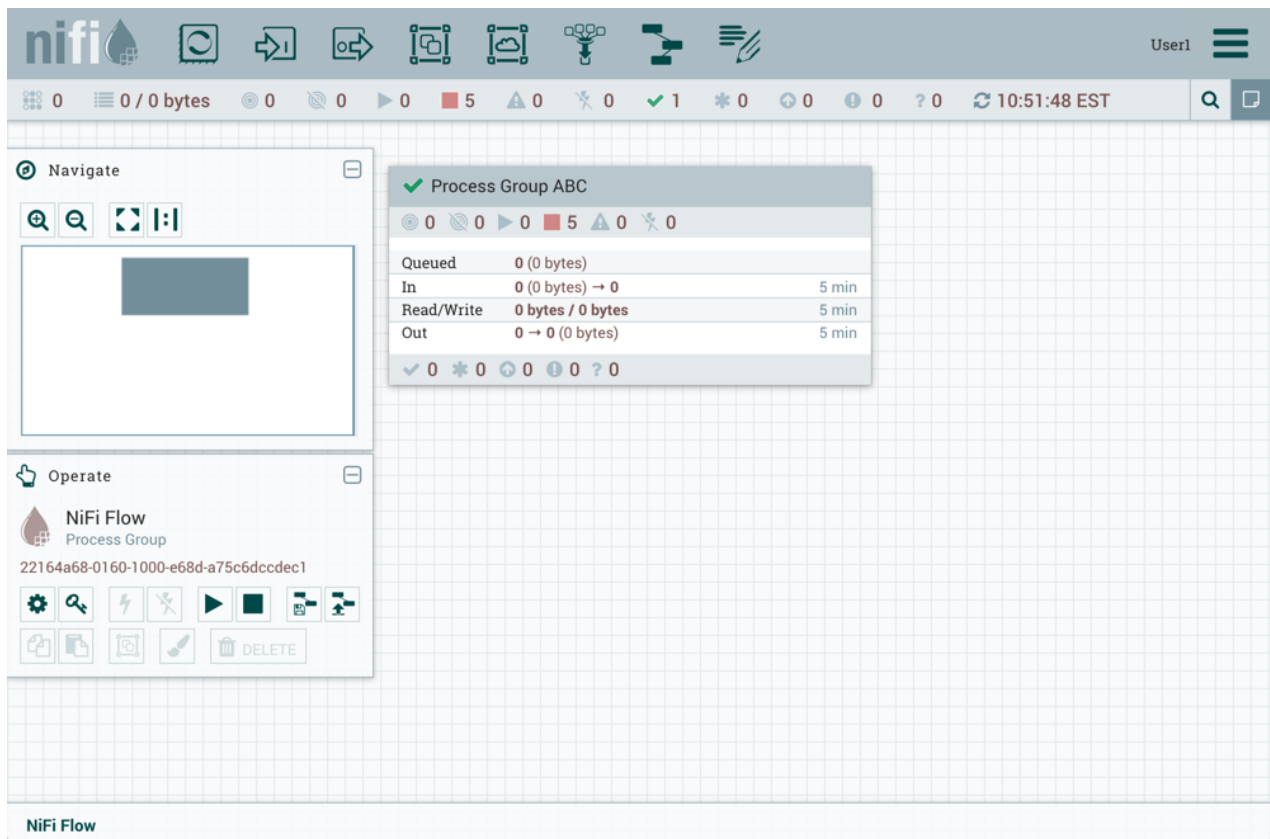 nifi
User1
0 0 / 0 bytes 0 0 0 5 0 0 1 0 0 0 ? 0 10:51:48 EST
Navigate
Process Group ABC
0 0 0 5 0 0
Queued 0 (0 bytes)
In 0 (0 bytes) → 0 5 min
Read/Write 0 bytes / 0 bytes 5 min
Out 0 → 0 (0 bytes) 5 min
0 0 0 0 ? 0
Operate
NiFi Flow
Process Group
22164a68-0160-1000-e68d-a75c6dccdec1
DELETE
NiFi Flow